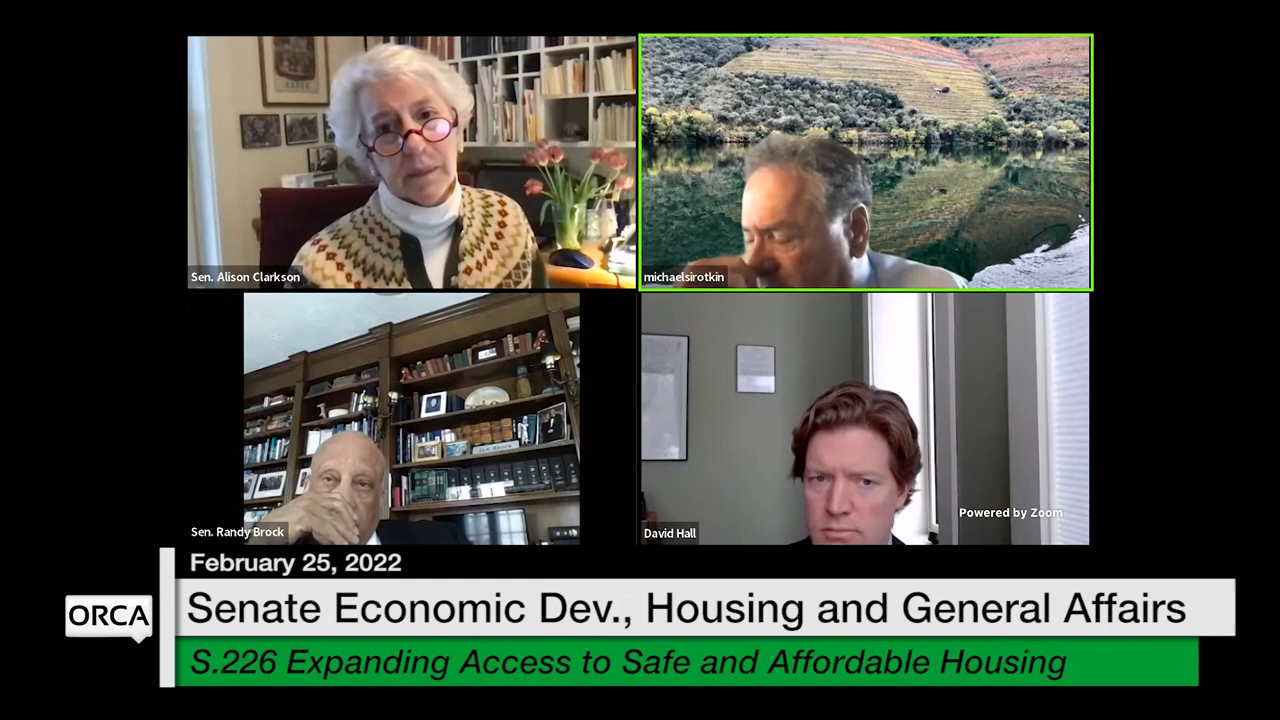 Sen. Alison Clarkson
michaelsirotkin
Sen. Randy Brock
David Hall
Powered by Zoom
February 25, 2022
ORCA
Senate Economic Dev., Housing and General Affairs
S.226 Expanding Access to Safe and Affordable Housing